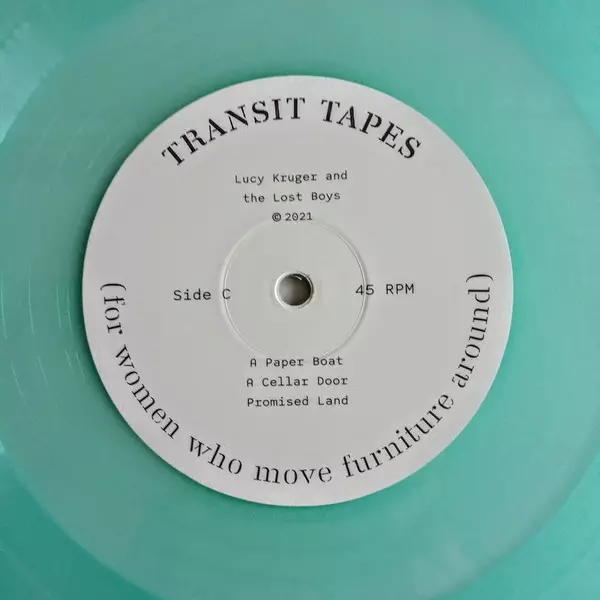 TRANSIT TAPES
Lucy Kruger and
the Lost Boys
© 2021
Side C
45 RPM
A Paper Boat
A Cellar Door
Promised Land
(for women who move furniture around)